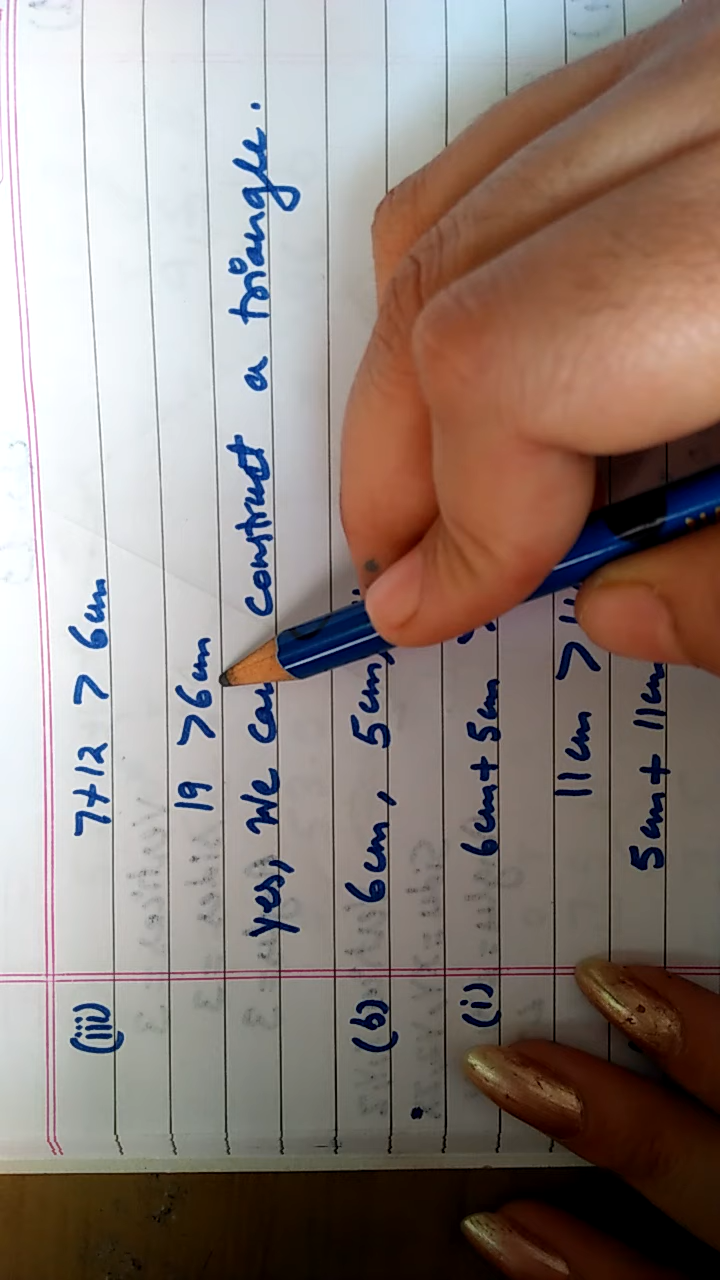 (iii) 7+12 > 6cm
19 >6cm
yes, We can construct a triangle.
(b) 6cm, 5cm,
(i) 6cm+5cm
11cm >
5cm+ 11cm